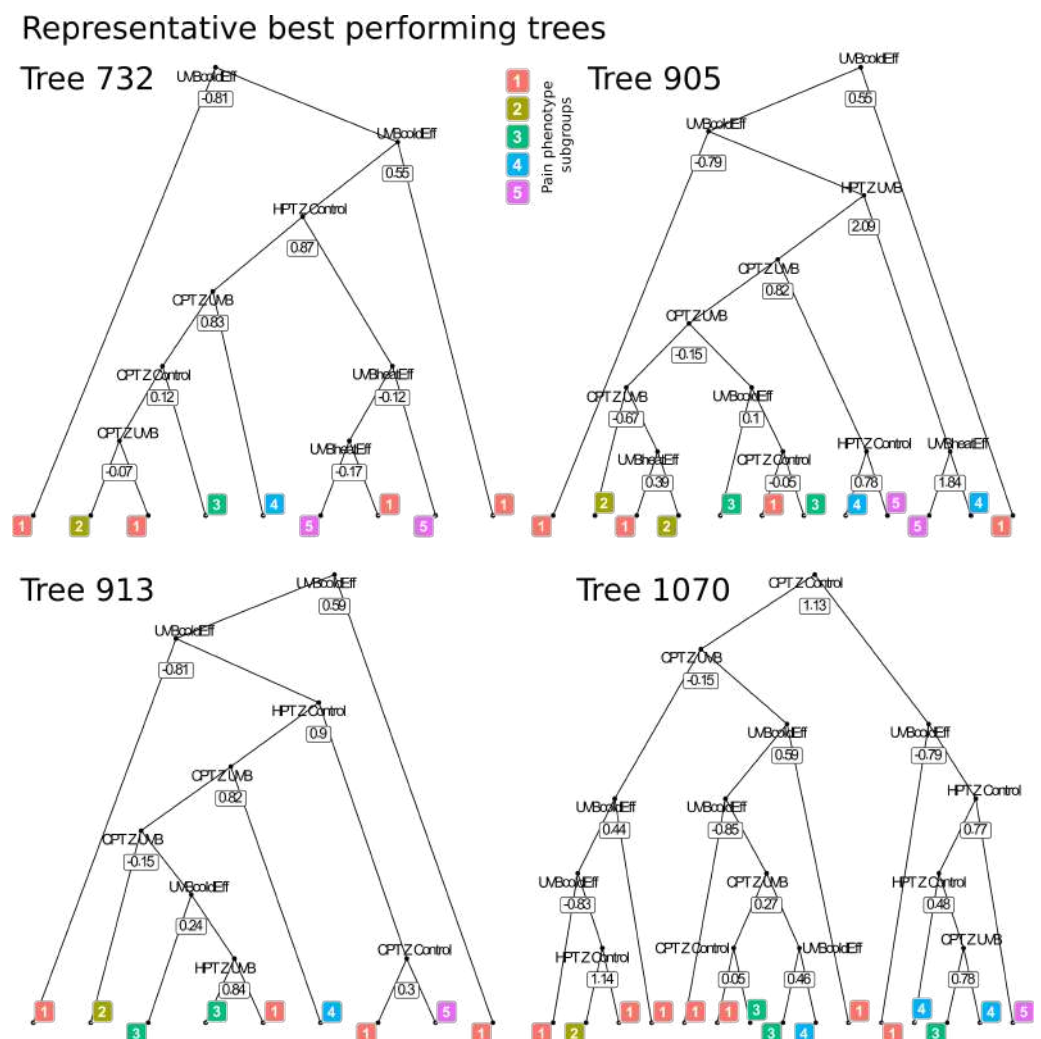 Representative best performing trees
Tree 732
UVBcoldEff
-0.81
UVBcoldEff
0.55
HPT Z Control
0.87
CPT Z UVB
0.83
CPT Z Control
0.12
UVBheatEff
-0.12
CPT Z UVB
-0.07
UVBheatEff
-0.17
1
2
1
3
4
5
1
5
1
1
2
3
4
5
Pain phenotype
subgroups
Tree 905
UVBcoldEff
0.55
UVBcoldEff
-0.79
HPT Z UVB
2.09
CPT Z UVB
0.82
CPT Z UVB
-0.15
CPT Z UVB
-0.67
UVBcoldEff
0.1
UVBheatEff
0.39
CPT Z Control
-0.05
HPT Z Control
0.78
UVBheatEff
1.84
1
2
1
2
3
1
3
4
5
5
4
1
Tree 913
UVBcoldEff
0.59
UVBcoldEff
-0.81
HPT Z Control
0.9
CPT Z UVB
0.82
CPT Z UVB
-0.15
UVBcoldEff
0.24
HPT Z UVB
0.84
CPT Z Control
0.3
1
2
3
3
1
4
1
5
1
Tree 1070
CPT Z Control
1.13
CPT Z UVB
-0.15
UVBcoldEff
0.59
UVBcoldEff
-0.79
UVBcoldEff
0.44
UVBcoldEff
-0.85
HPT Z Control
0.77
UVBcoldEff
-0.83
CPT Z UVB
0.27
HPT Z Control
0.48
HPT Z Control
1.14
CPT Z Control
0.05
UVBcoldEff
0.46
CPT Z UVB
0.78
1
2
1
1
1
1
3
3
4
1
1
4
3
4
5